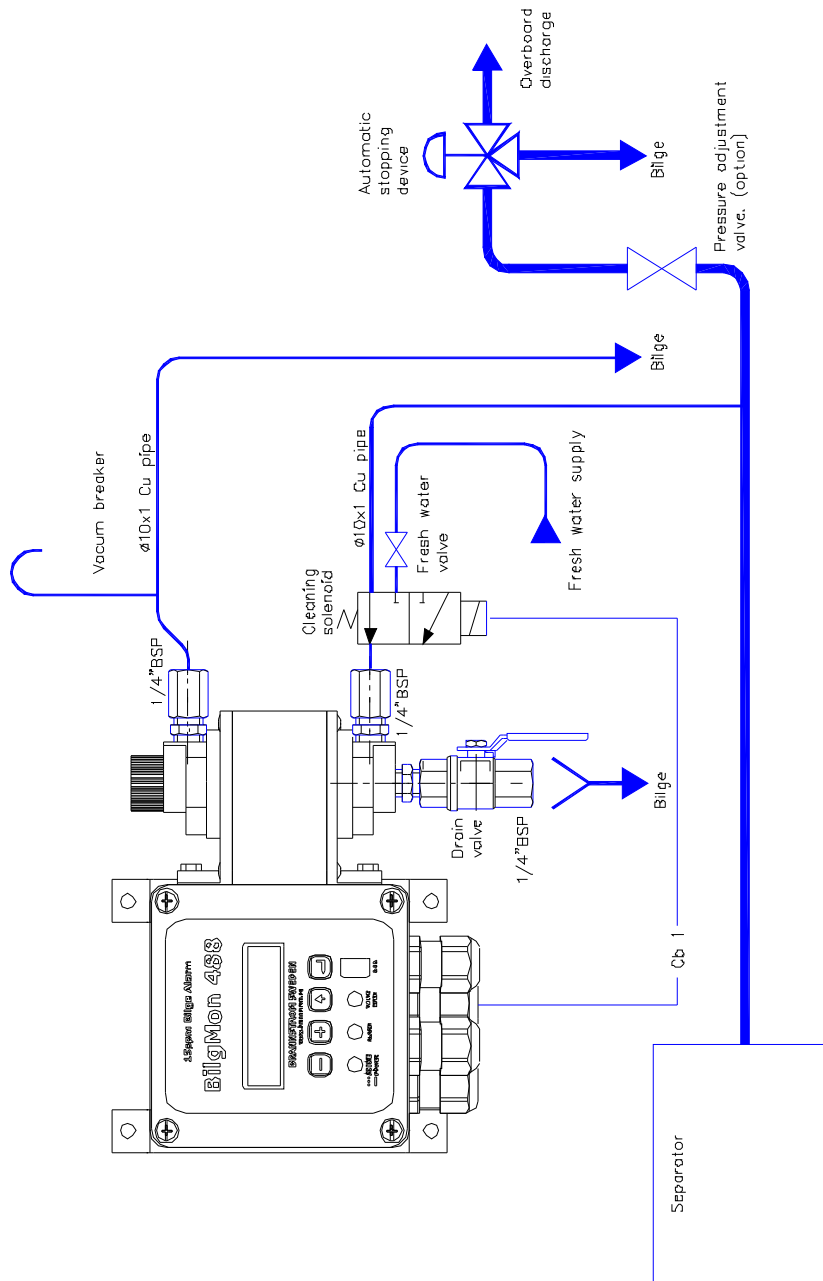 Separator
15ppm Bilge Alarm
BilgMon 488
BRANNSTROM SWEDEN
Cb 1
1/4"BSP
Vacum breaker
ø10x1 Cu pipe
1/4"BSP
Cleaning
solenoid
ø10x1 Cu pipe
Fresh water
valve
Fresh water supply
Drain
valve
1/4"BSP
Bilge
Bilge
Automatic
stopping
device
Overboard
discharge
Bilge
Pressure adjustment
valve. (option)